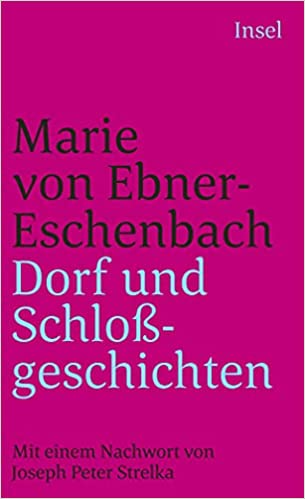 Insel
Marie
von Ebner-
Eschenbach
Dorf und
Schloß-
geschichten
Mit einem Nachwort von
Joseph Peter Strelka